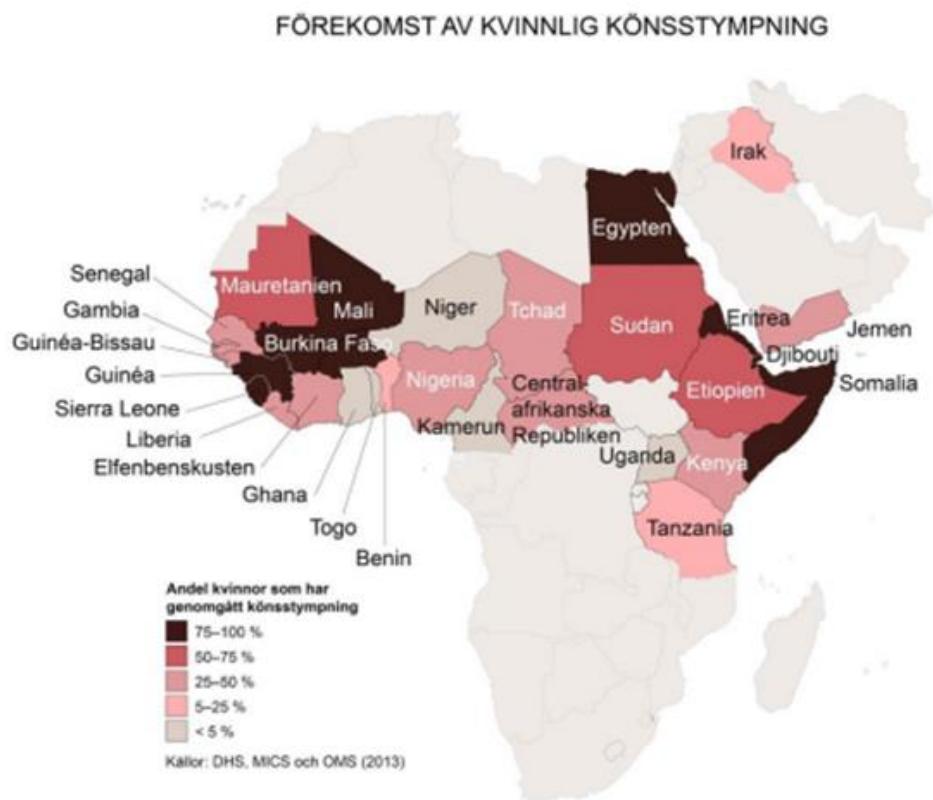 FÖREKOMST AV KVINNLIG KÖNSSTYMPNING
Irak
Egypten
Senegal
Mauretanien
Mali
Niger
Tchad
Sudan
Eritrea
Jemen
Gambia
Guinéa-Bissau
Burkina Faso
Djibouti
Guinéa
Nigeria
Central-
afrikanska
Republiken
Etiopien
Somalia
Sierra Leone
Liberia
Kamerun
Uganda
Kenya
Elfenbenskusten
Ghana
Togo
Benin
Tanzania
Andel kvinnor som har
genomgått könsstympning
75–100 %
50–75 %
25–50 %
5–25 %
< 5 %
Källor: DHS, MICS och OMS (2013)